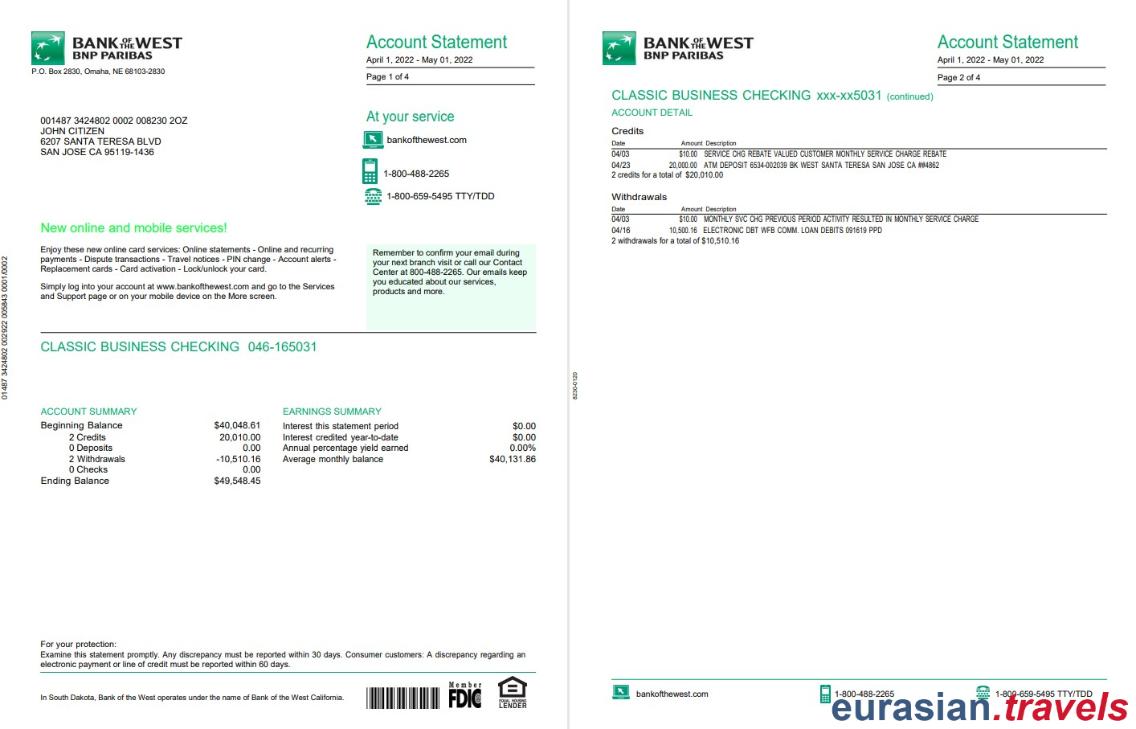 BANK OF THE WEST
BNP PARIBAS
P.O. Box 2830, Omaha, NE 68103-2830
Account Statement
April 1, 2022 - May 01, 2022
Page 1 of 4
001487 3424802 0002 008230 2OZ
JOHN CITIZEN
6207 SANTA TERESA BLVD
SAN JOSE CA 95119-1436
At your service
bankofthewest.com
1-800-488-2265
1-800-659-5495 TTY/TDD
New online and mobile services!
Enjoy these new online card services: Online statements - Online and recurring
payments - Dispute transactions - Travel notices - PIN change - Account alerts -
Replacement cards - Card activation - Lock/unlock your card.
Simply log into your account at www.bankofthewest.com and go to the Services
and Support page or on your mobile device on the More screen.
Remember to confirm your email during
your next branch visit or call our Contact
Center at 800-488-2265. Our emails keep
you educated about our services,
products and more.
01487 3424802 002922 005843 0001/0002
CLASSIC BUSINESS CHECKING 046-165031
ACCOUNT SUMMARY
Beginning Balance $40,048.61
2 Credits 20,010.00
0 Deposits 0.00
2 Withdrawals -10,510.16
0 Checks 0.00
Ending Balance $49,548.45
EARNINGS SUMMARY
Interest this statement period $0.00
Interest credited year-to-date $0.00
Annual percentage yield earned 0.00%
Average monthly balance $40,131.86
For your protection:
Examine this statement promptly. Any discrepancy must be reported within 30 days. Consumer customers: A discrepancy regarding an
electronic payment or line of credit must be reported within 60 days.
In South Dakota, Bank of the West operates under the name of Bank of the West California.
Member
FDIC
EQUAL HOUSING
LENDER
BANK OF THE WEST
BNP PARIBAS
Account Statement
April 1, 2022 - May 01, 2022
Page 2 of 4
CLASSIC BUSINESS CHECKING xxx-xx5031 (continued)
ACCOUNT DETAIL
Credits
Date Amount Description
04/03 $10.00 SERVICE CHG REBATE VALUED CUSTOMER MONTHLY SERVICE CHARGE REBATE
04/23 20,000.00 ATM DEPOSIT 6534-002039 BK WEST SANTA TERESA SAN JOSE CA ##4862
2 credits for a total of $20,010.00
Withdrawals
Date Amount Description
04/03 $10.00 MONTHLY SVC CHG PREVIOUS PERIOD ACTIVITY RESULTED IN MONTHLY SERVICE CHARGE
04/16 10,500.16 ELECTRONIC DBT WFB COMM. LOAN DEBITS 091619 PPD
2 withdrawals for a total of $10,510.16
8230-0120
bankofthewest.com
1-800-488-2265
1-800-659-5495 TTY/TDD
eurasian.travels